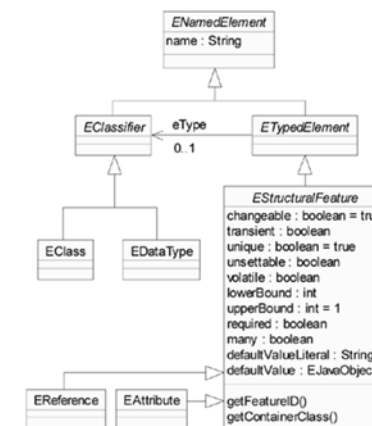 ENamedElement
name : String
EClassifier
eType
0..1
ETypedElement
EStructuralFeature
changeable : boolean = tru
transient : boolean
unique : boolean = true
unsettable : boolean
volatile : boolean
lowerBound : int
upperBound : int = 1
required : boolean
many : boolean
defaultValueLiteral : String
defaultValue : EJavaObjec
getFeatureID()
getContainerClass()
EClass
EDataType
EReference
EAttribute